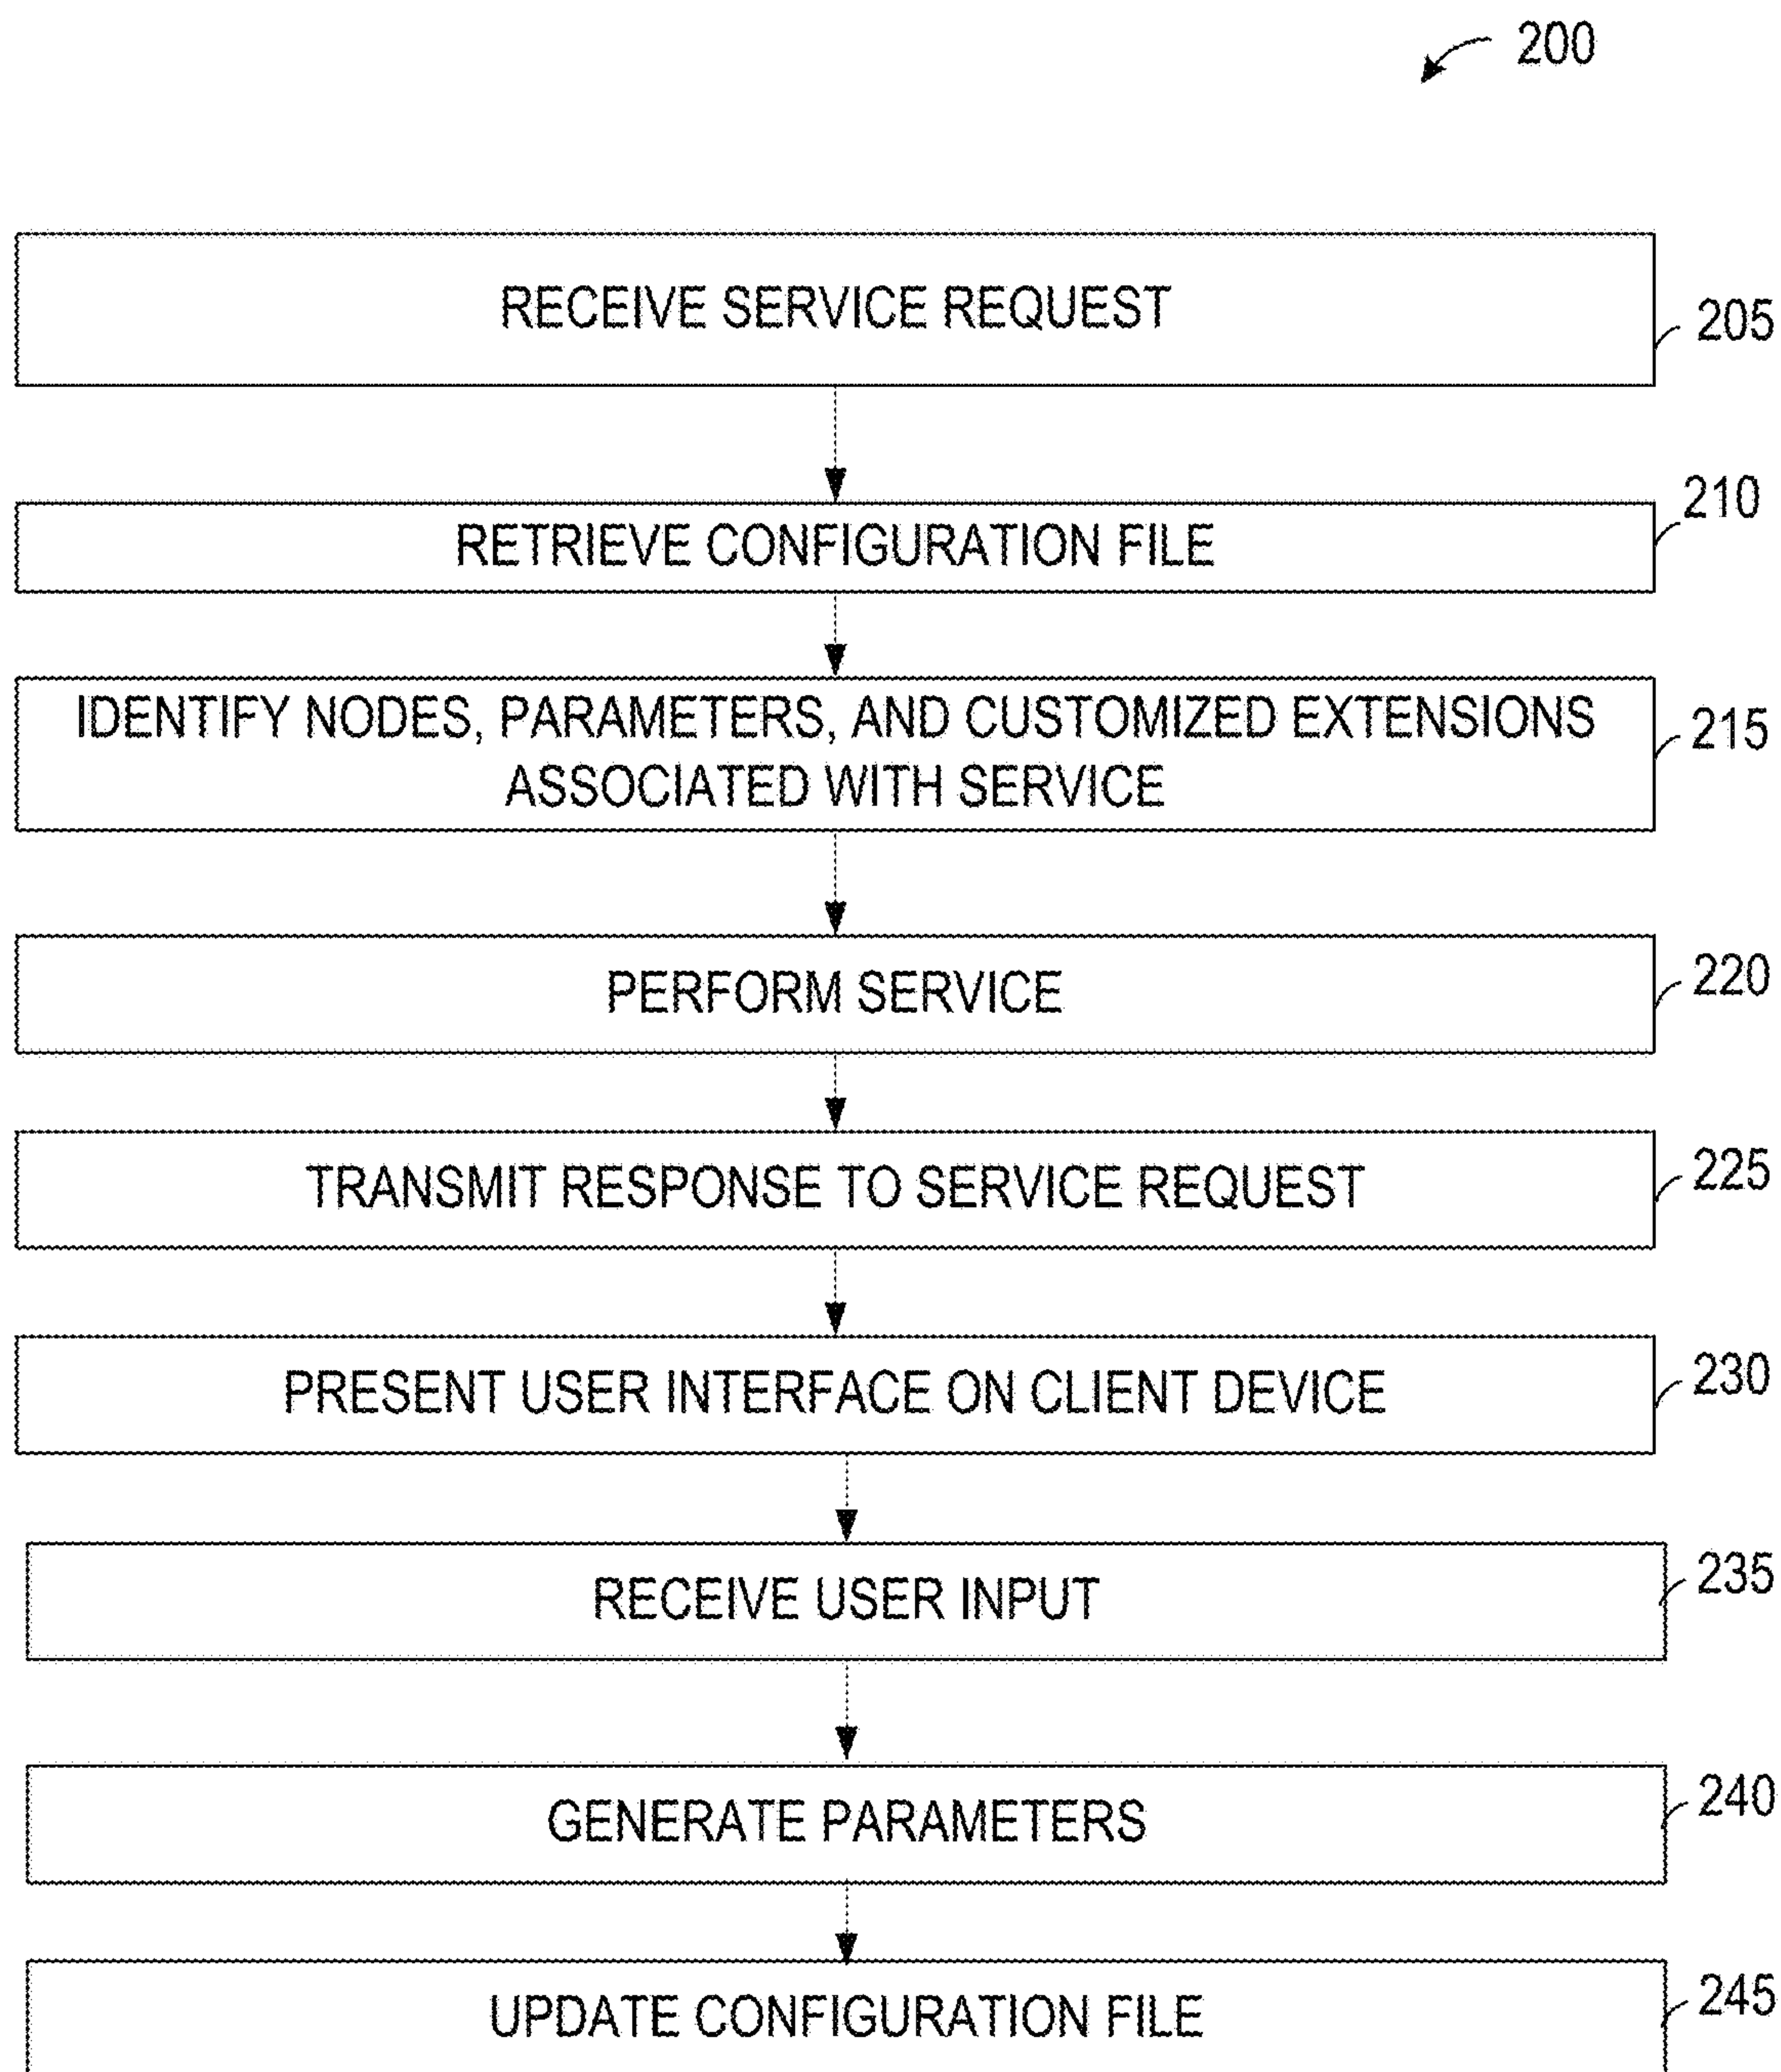 200
RECEIVE SERVICE REQUEST
205
RETRIEVE CONFIGURATION FILE
210
IDENTIFY NODES, PARAMETERS, AND CUSTOMIZED EXTENSIONS
ASSOCIATED WITH SERVICE
215
PERFORM SERVICE
220
TRANSMIT RESPONSE TO SERVICE REQUEST
225
PRESENT USER INTERFACE ON CLIENT DEVICE
230
RECEIVE USER INPUT
235
GENERATE PARAMETERS
240
UPDATE CONFIGURATION FILE
245